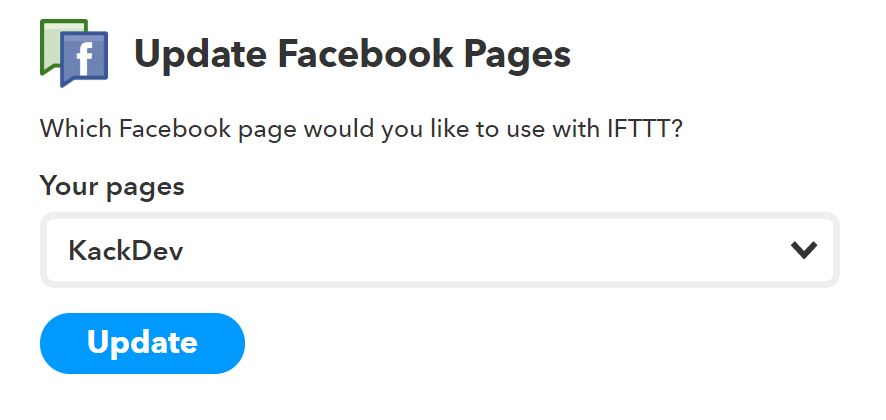 Update Facebook Pages
Which Facebook page would you like to use with IFTTT?
Your pages
KackDev
Update